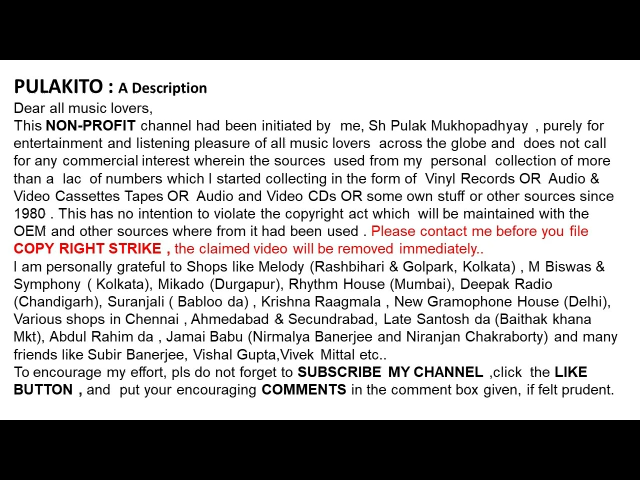 PULAKITO : A Description
Dear all music lovers,
This NON-PROFIT channel had been initiated by me, Sh Pulak Mukhopadhyay , purely for
entertainment and listening pleasure of all music lovers across the globe and does not call
for any commercial interest wherein the sources used from my personal collection of more
than a lac of numbers which I started collecting in the form of Vinyl Records OR Audio &
Video Cassettes Tapes OR Audio and Video CDs OR some own stuff or other sources since
1980 . This has no intention to violate the copyright act which will be maintained with the
OEM and other sources where from it had been used . Please contact me before you file
COPY RIGHT STRIKE , the claimed video will be removed immediately..
I am personally grateful to Shops like Melody (Rashbihari & Golpark, Kolkata) , M Biswas &
Symphony ( Kolkata), Mikado (Durgapur), Rhythm House (Mumbai), Deepak Radio
(Chandigarh), Suranjali ( Babloo da) , Krishna Raagmala , New Gramophone House (Delhi),
Various shops in Chennai , Ahmedabad & Secundrabad, Late Santosh da (Baithak khana
Mkt), Abdul Rahim da , Jamai Babu (Nirmalya Banerjee and Niranjan Chakraborty) and many
friends like Subir Banerjee, Vishal Gupta,Vivek Mittal etc..
To encourage my effort, pls do not forget to SUBSCRIBE MY CHANNEL ,click the LIKE
BUTTON , and put your encouraging COMMENTS in the comment box given, if felt prudent.